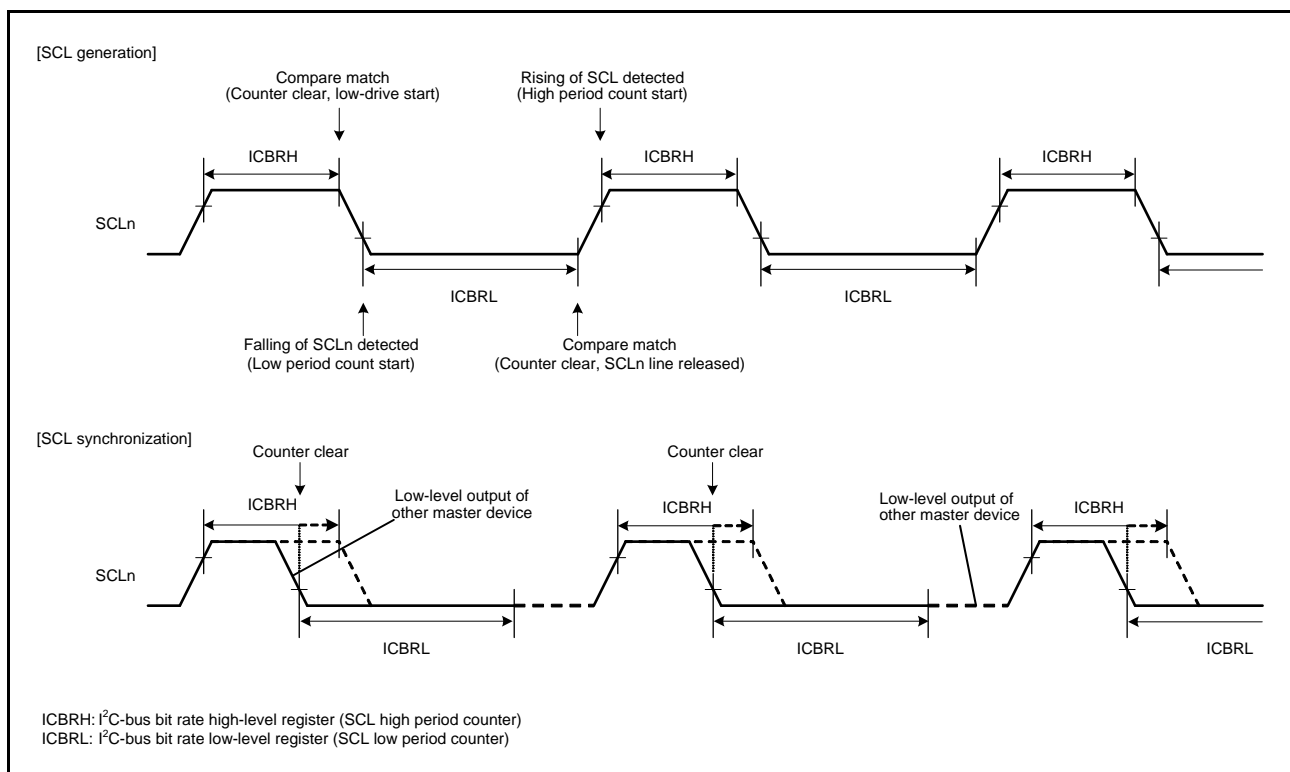 [SCL generation]
Compare match
(Counter clear, low-drive start)
Rising of SCL detected
(High period count start)
ICBRH
ICBRH
ICBRH
SCLn
ICBRL
ICBRL
Falling of SCLn detected
(Low period count start)
Compare match
(Counter clear, SCLn line released)
[SCL synchronization]
Counter clear
Counter clear
ICBRH
Low-level output of
other master device
ICBRH
Low-level output of
other master device
ICBRH
SCLn
ICBRL
ICBRL
ICBRL
ICBRH: I²C-bus bit rate high-level register (SCL high period counter)
ICBRL: I²C-bus bit rate low-level register (SCL low period counter)